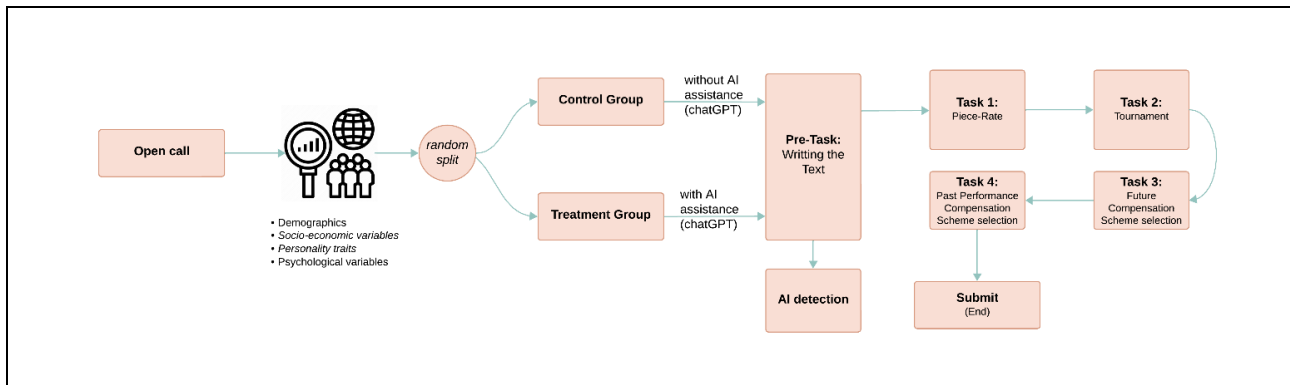 Open call
• Demographics
• Socio-economic variables
• Personality traits
• Psychological variables
random
split
Control Group
Treatment Group
without AI
assistance
(chatGPT)
with AI
assistance
(chatGPT)
Pre-Task:
Writting the
Text
AI detection
Task 1:
Piece-Rate
Task 2:
Tournament
Task 3:
Future
Compensation
Scheme selection
Task 4:
Past Performance
Compensation
Scheme selection
Submit
(End)